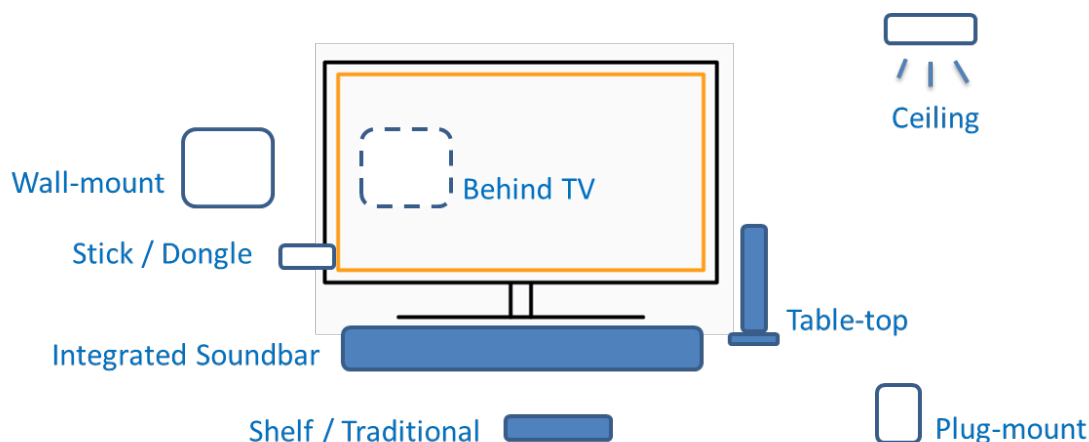 Ceiling
Wall-mount
Behind TV
Stick / Dongle
Table-top
Integrated Soundbar
Shelf / Traditional
Plug-mount